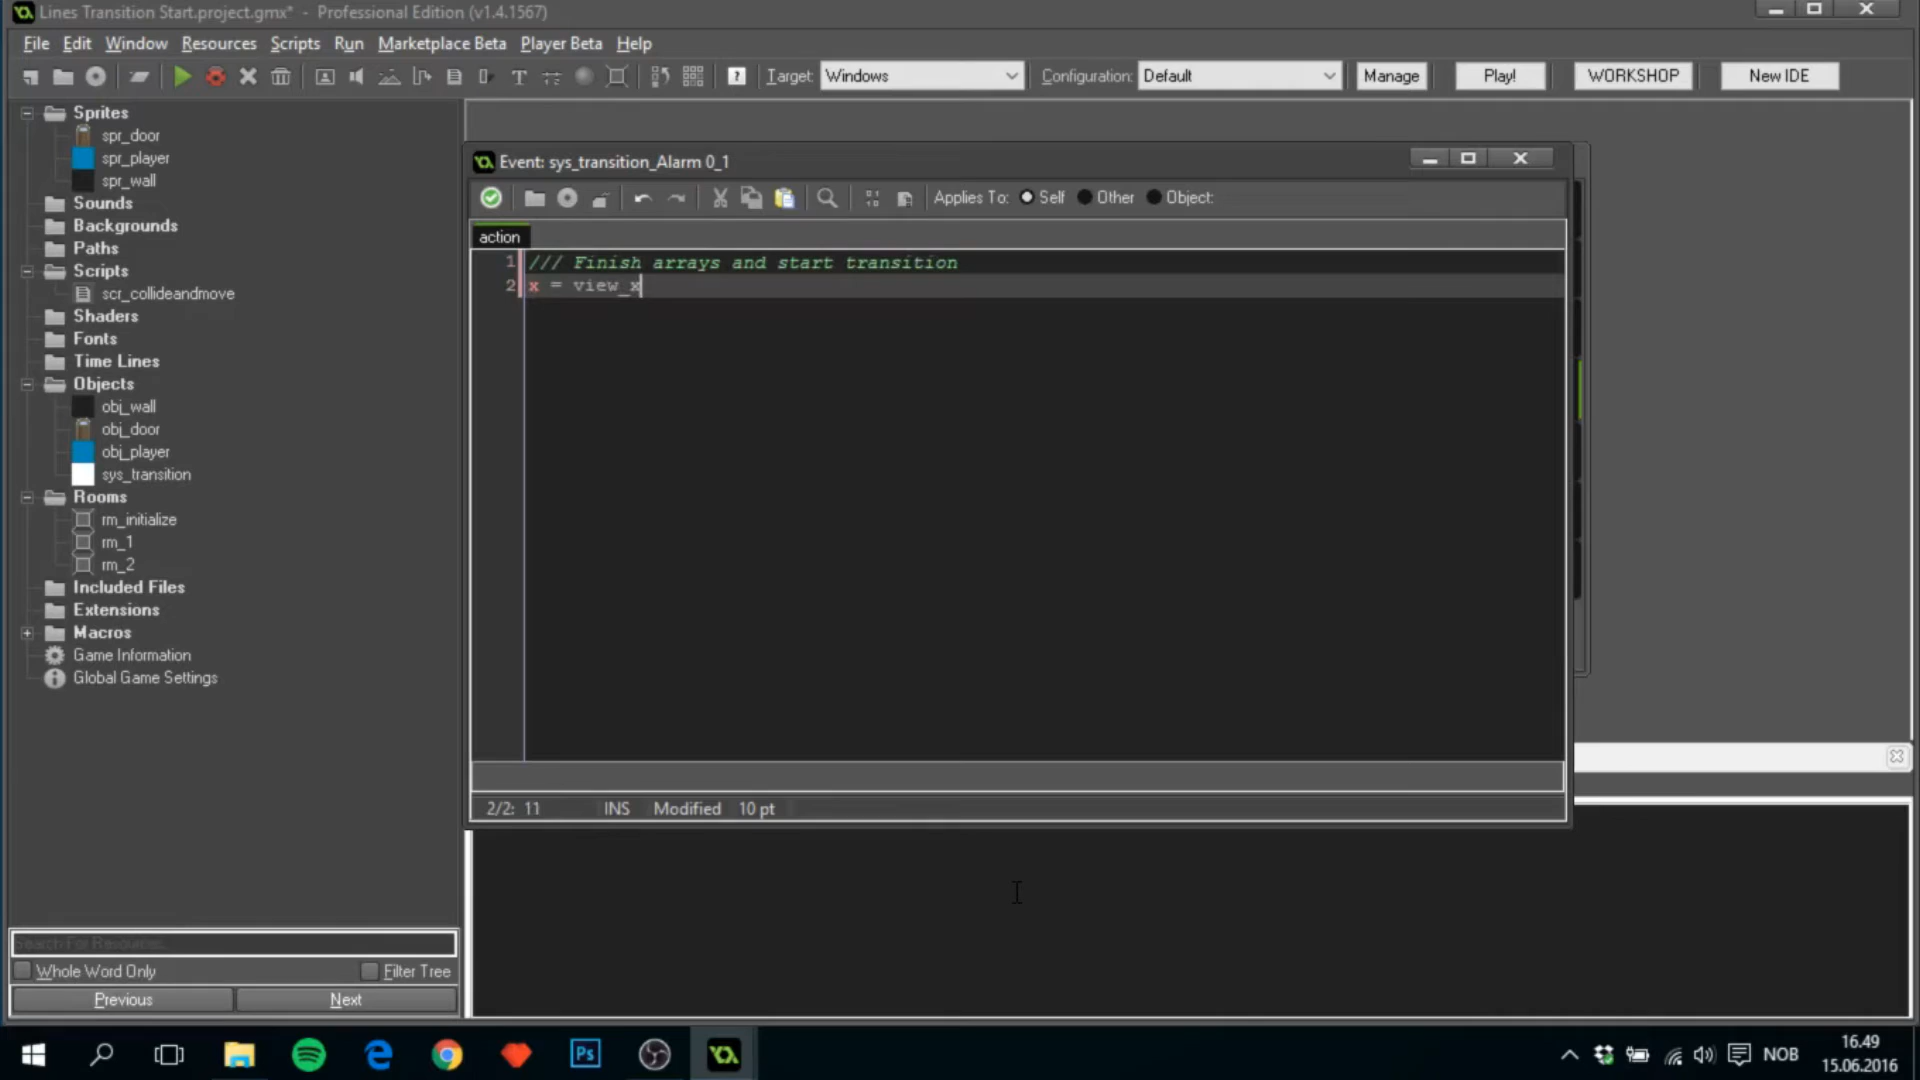 Lines Transition Start.project.gmx* - Professional Edition (v1.4.1567)
File Edit Window Resources Scripts Run Marketplace Beta Player Beta Help
Target: Windows Configuration: Default Manage Play! WORKSHOP New IDE
Sprites
spr_door
spr_player
spr_wall
Sounds
Backgrounds
Paths
Scripts
scr_collideandmove
Shaders
Fonts
Time Lines
Objects
obj_wall
obj_door
obj_player
sys_transition
Rooms
rm_initialize
rm_1
rm_2
Included Files
Extensions
Macros
Game Information
Global Game Settings
Search For Resource...
Whole Word Only Filter Tree
Previous Next
Event: sys_transition_Alarm 0_1
Applies To: Self Other Object:
action
1 /// Finish arrays and start transition
2 x = view_x
2/2: 11 INS Modified 10 pt
Ps
NOB
16.49
15.06.2016